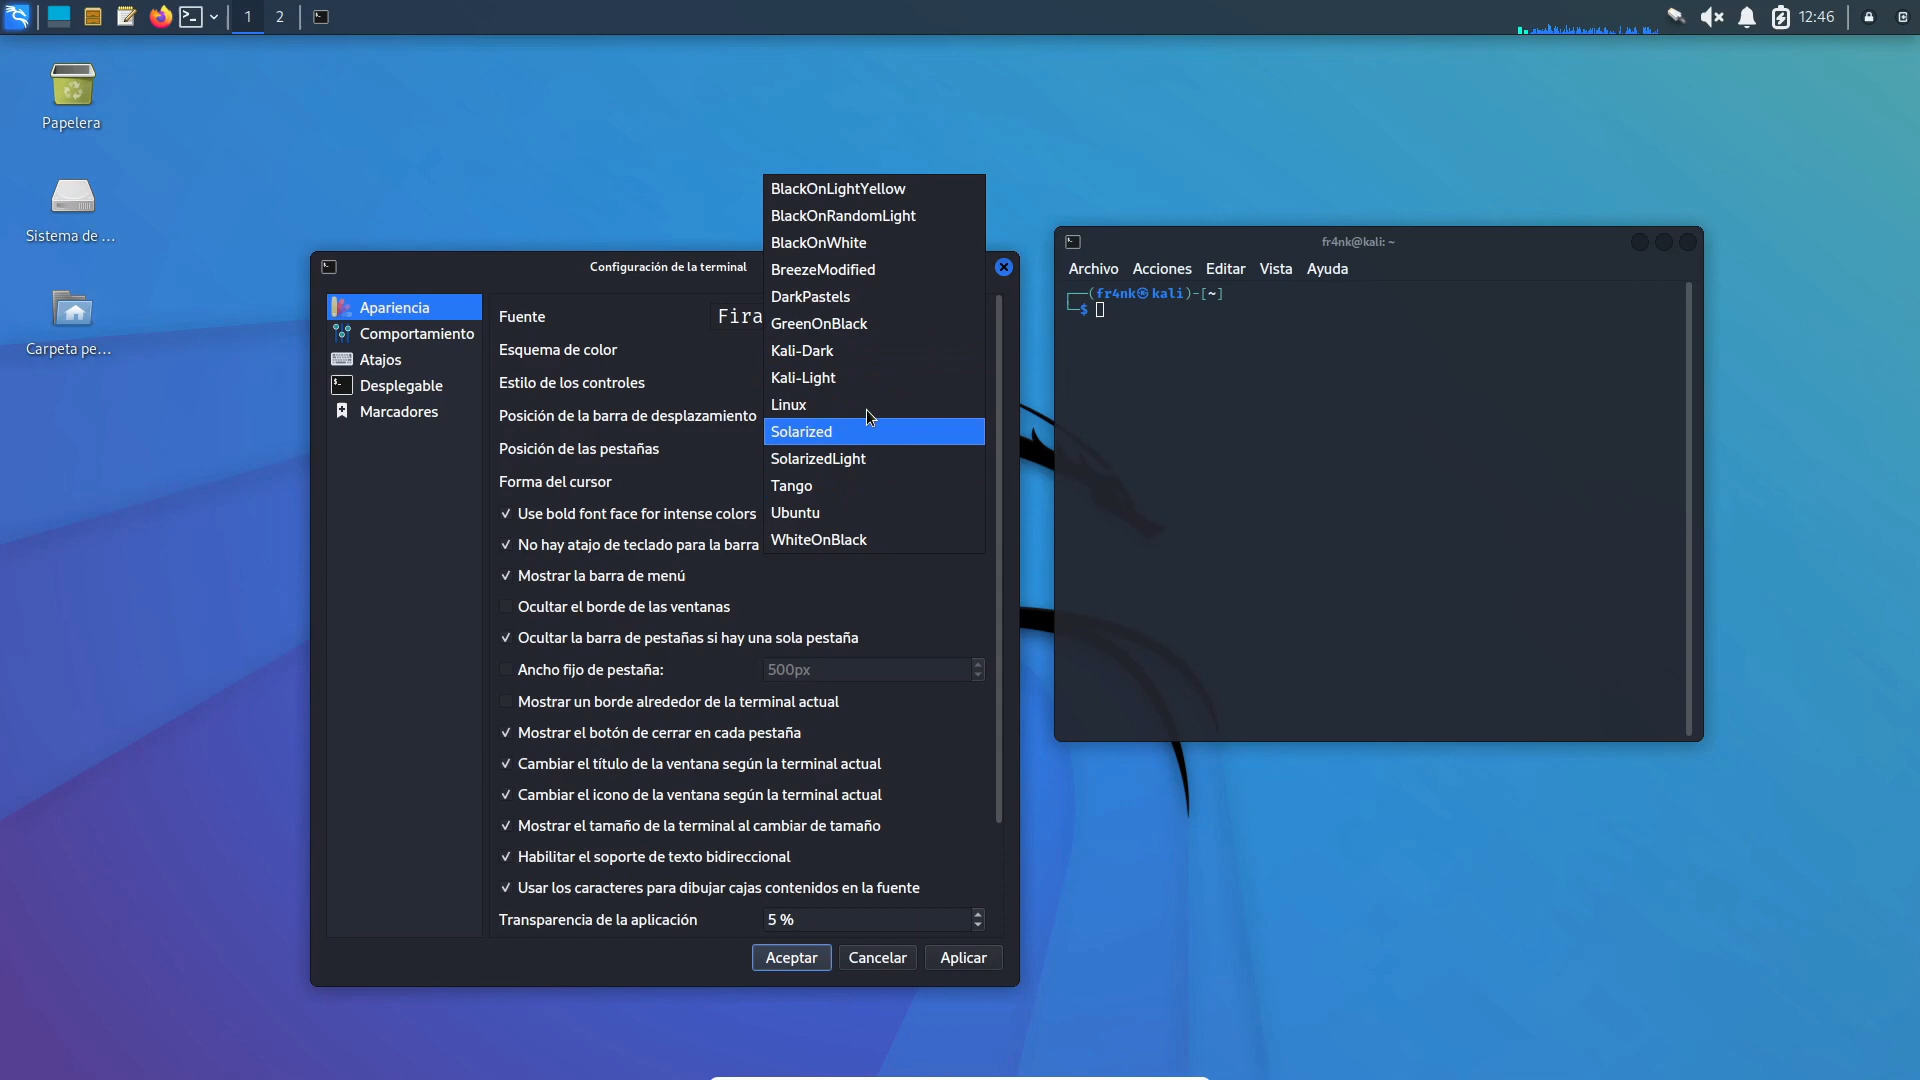 1
2
12:46
Papelera
Sistema de ...
Carpeta pe...
Configuración de la terminal
Apariencia
Comportamiento
Atajos
Desplegable
Marcadores
Fuente
Fira
Esquema de color
Estilo de los controles
Posición de la barra de desplazamiento
Posición de las pestañas
Forma del cursor
Use bold font face for intense colors
No hay atajo de teclado para la barra
Mostrar la barra de menú
Ocultar el borde de las ventanas
Ocultar la barra de pestañas si hay una sola pestaña
Ancho fijo de pestaña:
500px
Mostrar un borde alrededor de la terminal actual
Mostrar el botón de cerrar en cada pestaña
Cambiar el título de la ventana según la terminal actual
Cambiar el icono de la ventana según la terminal actual
Mostrar el tamaño de la terminal al cambiar de tamaño
Habilitar el soporte de texto bidireccional
Usar los caracteres para dibujar cajas contenidos en la fuente
Transparencia de la aplicación
5 %
Aceptar
Cancelar
Aplicar
BlackOnLightYellow
BlackOnRandomLight
BlackOnWhite
BreezeModified
DarkPastels
GreenOnBlack
Kali-Dark
Kali-Light
Linux
Solarized
SolarizedLight
Tango
Ubuntu
WhiteOnBlack
fr4nk@kali: ~
Archivo Acciones Editar Vista Ayuda
┌──(fr4nk㉿kali)-[~]
└─$